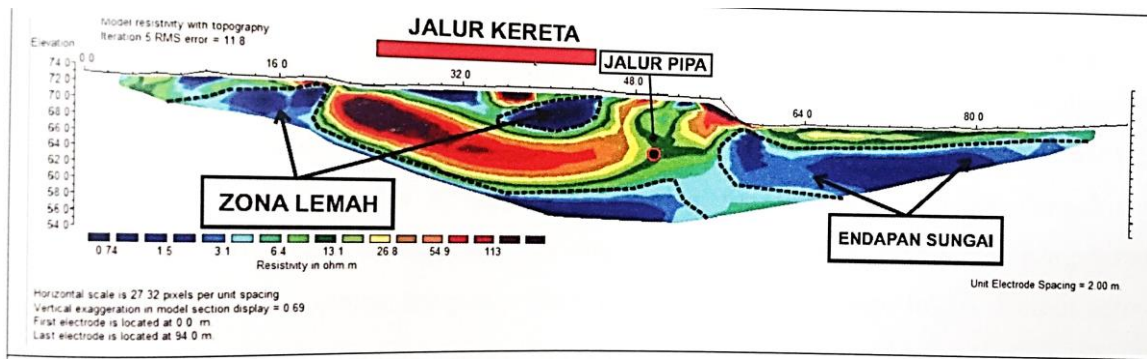 Model resistivity with topography
Iteration 5 RMS error = 11.8
JALUR KERETA
Elevation
0.0
16.0
32.0
JALUR PIPA
48.0
64.0
80.0
74.0
72.0
70.0
68.0
66.0
64.0
62.0
60.0
58.0
56.0
54.0
ZONA LEMAH
ENDAPAN SUNGAI
0.74 1.5 3.1 6.4 13.1 26.8 54.9 113
Resistivity in ohm.m
Unit Electrode Spacing = 2.00 m.
Horizontal scale is 27.32 pixels per unit spacing
Vertical exaggeration in model section display = 0.69
First electrode is located at 0.0 m.
Last electrode is located at 94.0 m.